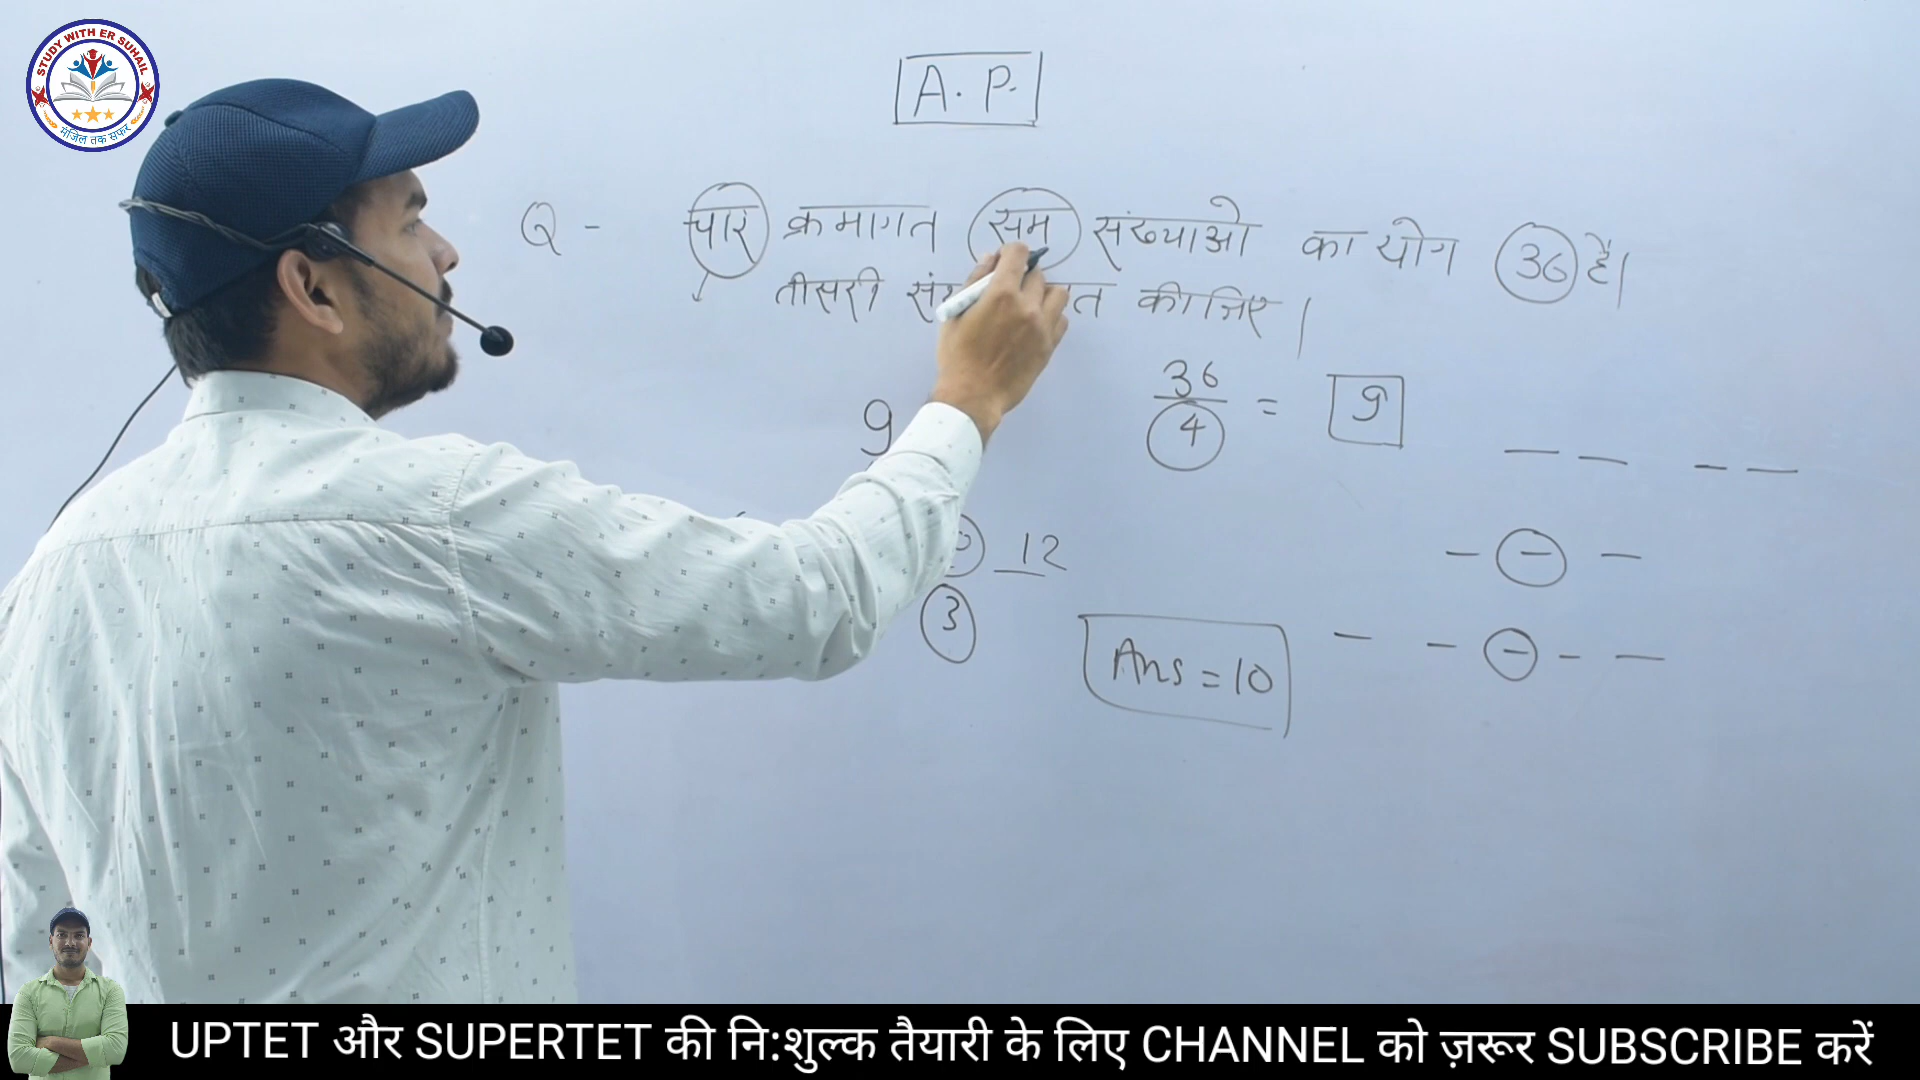 STUDY WITH ER SUHAIL
मंजिल तक सफर
A. P.
Q - चार क्रमागत सम संख्याओ का योग 36 है।
तीसरी ज्ञात कीजिए।
9
36
4
= 9
12
3
Ans = 10
UPTET और SUPERTET की नि:शुल्क तैयारी के लिए CHANNEL को ज़रूर SUBSCRIBE करें